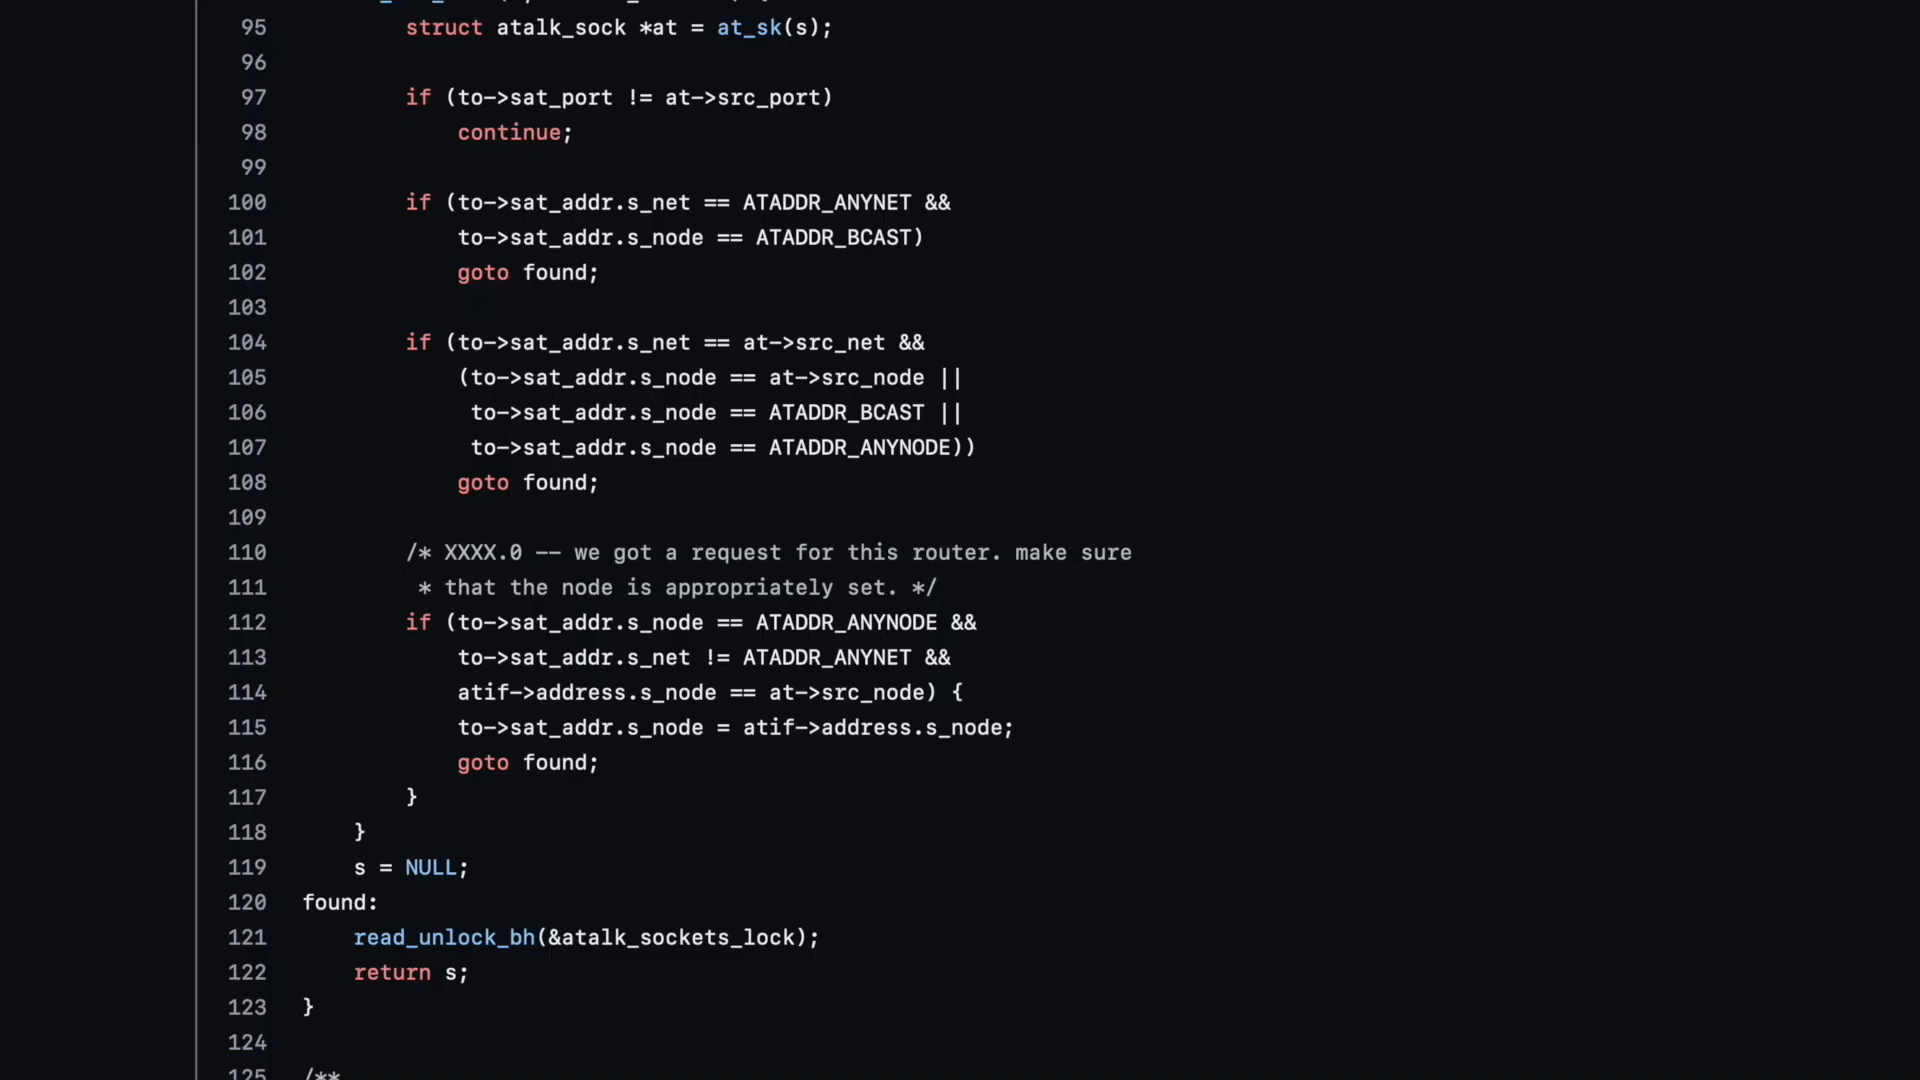 95 struct atalk_sock *at = at_sk(s);
96
97 if (to->sat_port != at->src_port)
98 continue;
99
100 if (to->sat_addr.s_net == ATADDR_ANYNET &&
101 to->sat_addr.s_node == ATADDR_BCAST)
102 goto found;
103
104 if (to->sat_addr.s_net == at->src_net &&
105 (to->sat_addr.s_node == at->src_node ||
106 to->sat_addr.s_node == ATADDR_BCAST ||
107 to->sat_addr.s_node == ATADDR_ANYNODE))
108 goto found;
109
110 /* XXXX.0 -- we got a request for this router. make sure
111 * that the node is appropriately set. */
112 if (to->sat_addr.s_node == ATADDR_ANYNODE &&
113 to->sat_addr.s_net != ATADDR_ANYNET &&
114 atif->address.s_node == at->src_node) {
115 to->sat_addr.s_node = atif->address.s_node;
116 goto found;
117 }
118 }
119 s = NULL;
120 found:
121 read_unlock_bh(&atalk_sockets_lock);
122 return s;
123 }
124
125 /**